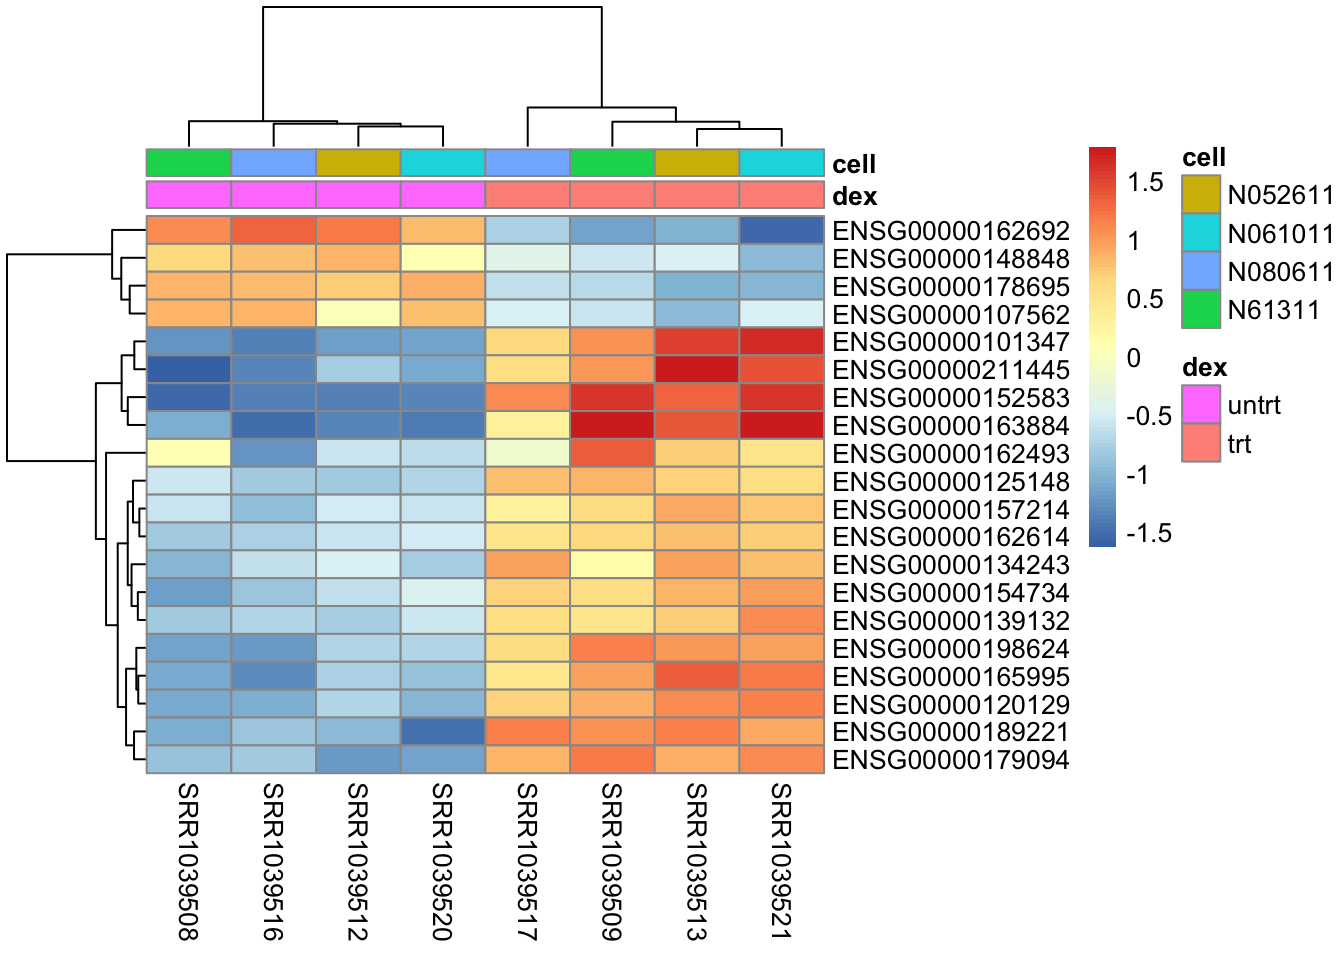 cell
dex
ENSG00000162692
ENSG00000148848
ENSG00000178695
ENSG00000107562
ENSG00000101347
ENSG00000211445
ENSG00000152583
ENSG00000163884
ENSG00000162493
ENSG00000125148
ENSG00000157214
ENSG00000162614
ENSG00000134243
ENSG00000154734
ENSG00000139132
ENSG00000198624
ENSG00000165995
ENSG00000120129
ENSG00000189221
ENSG00000179094
SRR1039508
SRR1039516
SRR1039512
SRR1039520
SRR1039517
SRR1039509
SRR1039513
SRR1039521
1.5
1
0.5
0
-0.5
-1
-1.5
cell
N052611
N061011
N080611
N61311
dex
untrt
trt